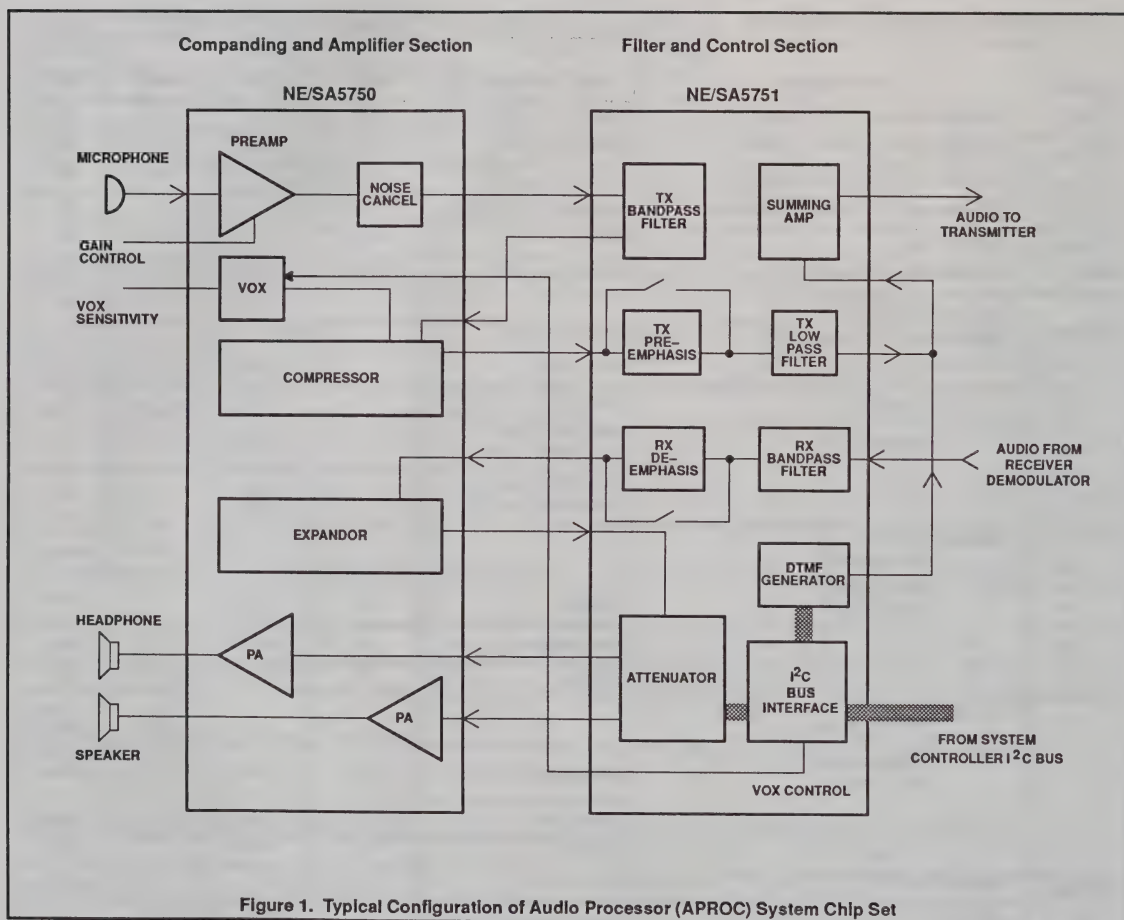 Companding and Amplifier Section
Filter and Control Section
NE/SA5750
NE/SA5751
PREAMP
MICROPHONE
NOISE
CANCEL
TX
BANDPASS
FILTER
SUMMING
AMP
AUDIO TO
TRANSMITTER
GAIN
CONTROL
VOX
VOX
SENSITIVITY
COMPRESSOR
TX
PRE–
EMPHASIS
TX
LOW
PASS
FILTER
RX
DE–
EMPHASIS
RX
BANDPASS
FILTER
AUDIO FROM
RECEIVER
DEMODULATOR
EXPANDOR
DTMF
GENERATOR
HEADPHONE
PA
ATTENUATOR
I²C
BUS
INTERFACE
SPEAKER
PA
FROM SYSTEM
CONTROLLER I²C BUS
VOX CONTROL
Figure 1. Typical Configuration of Audio Processor (APROC) System Chip Set